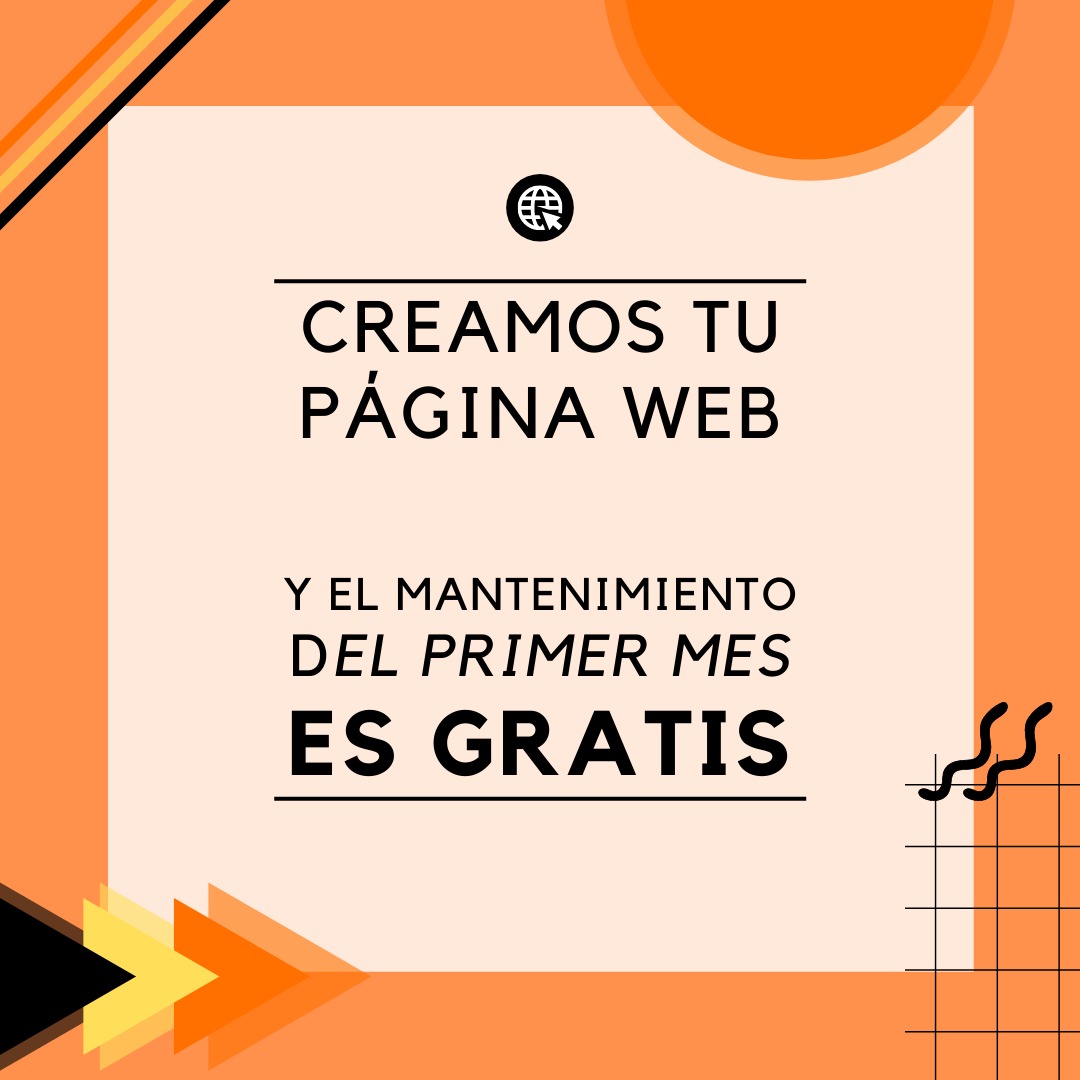 CREAMOS TU
PÁGINA WEB
Y EL MANTENIMIENTO
DEL PRIMER MES
ES GRATIS